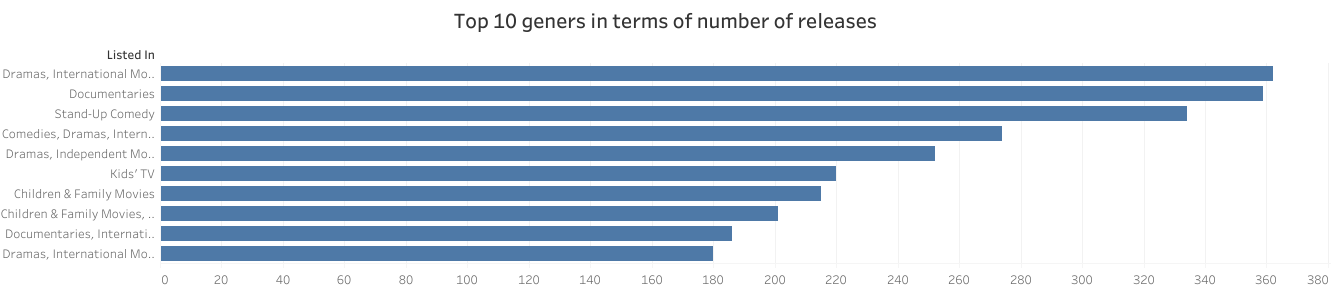 Top 10 geners in terms of number of releases
Listed In
Dramas, International Mo..
Documentaries
Stand-Up Comedy
Comedies, Dramas, Intern..
Dramas, Independent Mo..
Kids' TV
Children & Family Movies
Children & Family Movies, ..
Documentaries, Internati..
Dramas, International Mo..
0 20 40 60 80 100 120 140 160 180 200 220 240 260 280 300 320 340 360 380